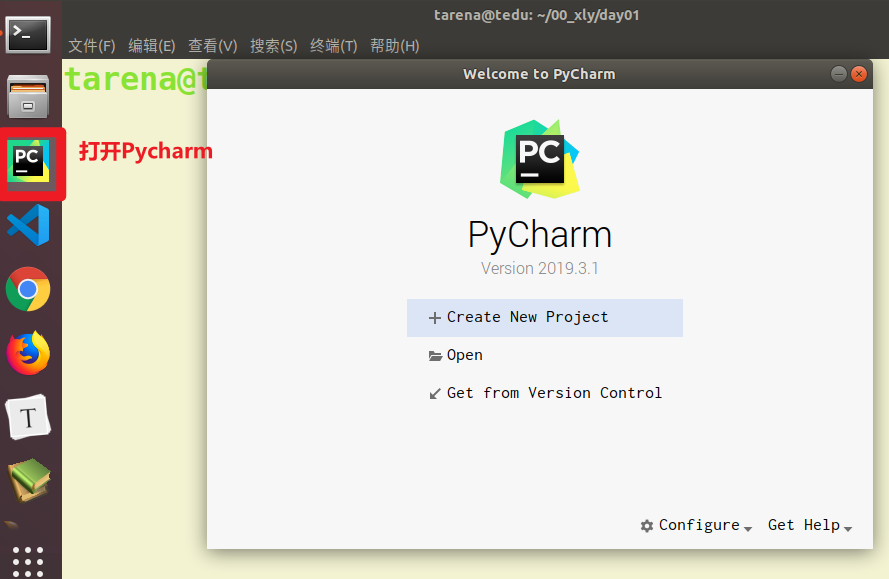 tarena@tedu: ~/00_xly/day01
文件(F) 编辑(E) 查看(V) 搜索(S) 终端(T) 帮助(H)
tarena@t
Welcome to PyCharm
PC
打开Pycharm
PC
PyCharm
Version 2019.3.1
Create New Project
Open
Get from Version Control
T
Configure
Get Help